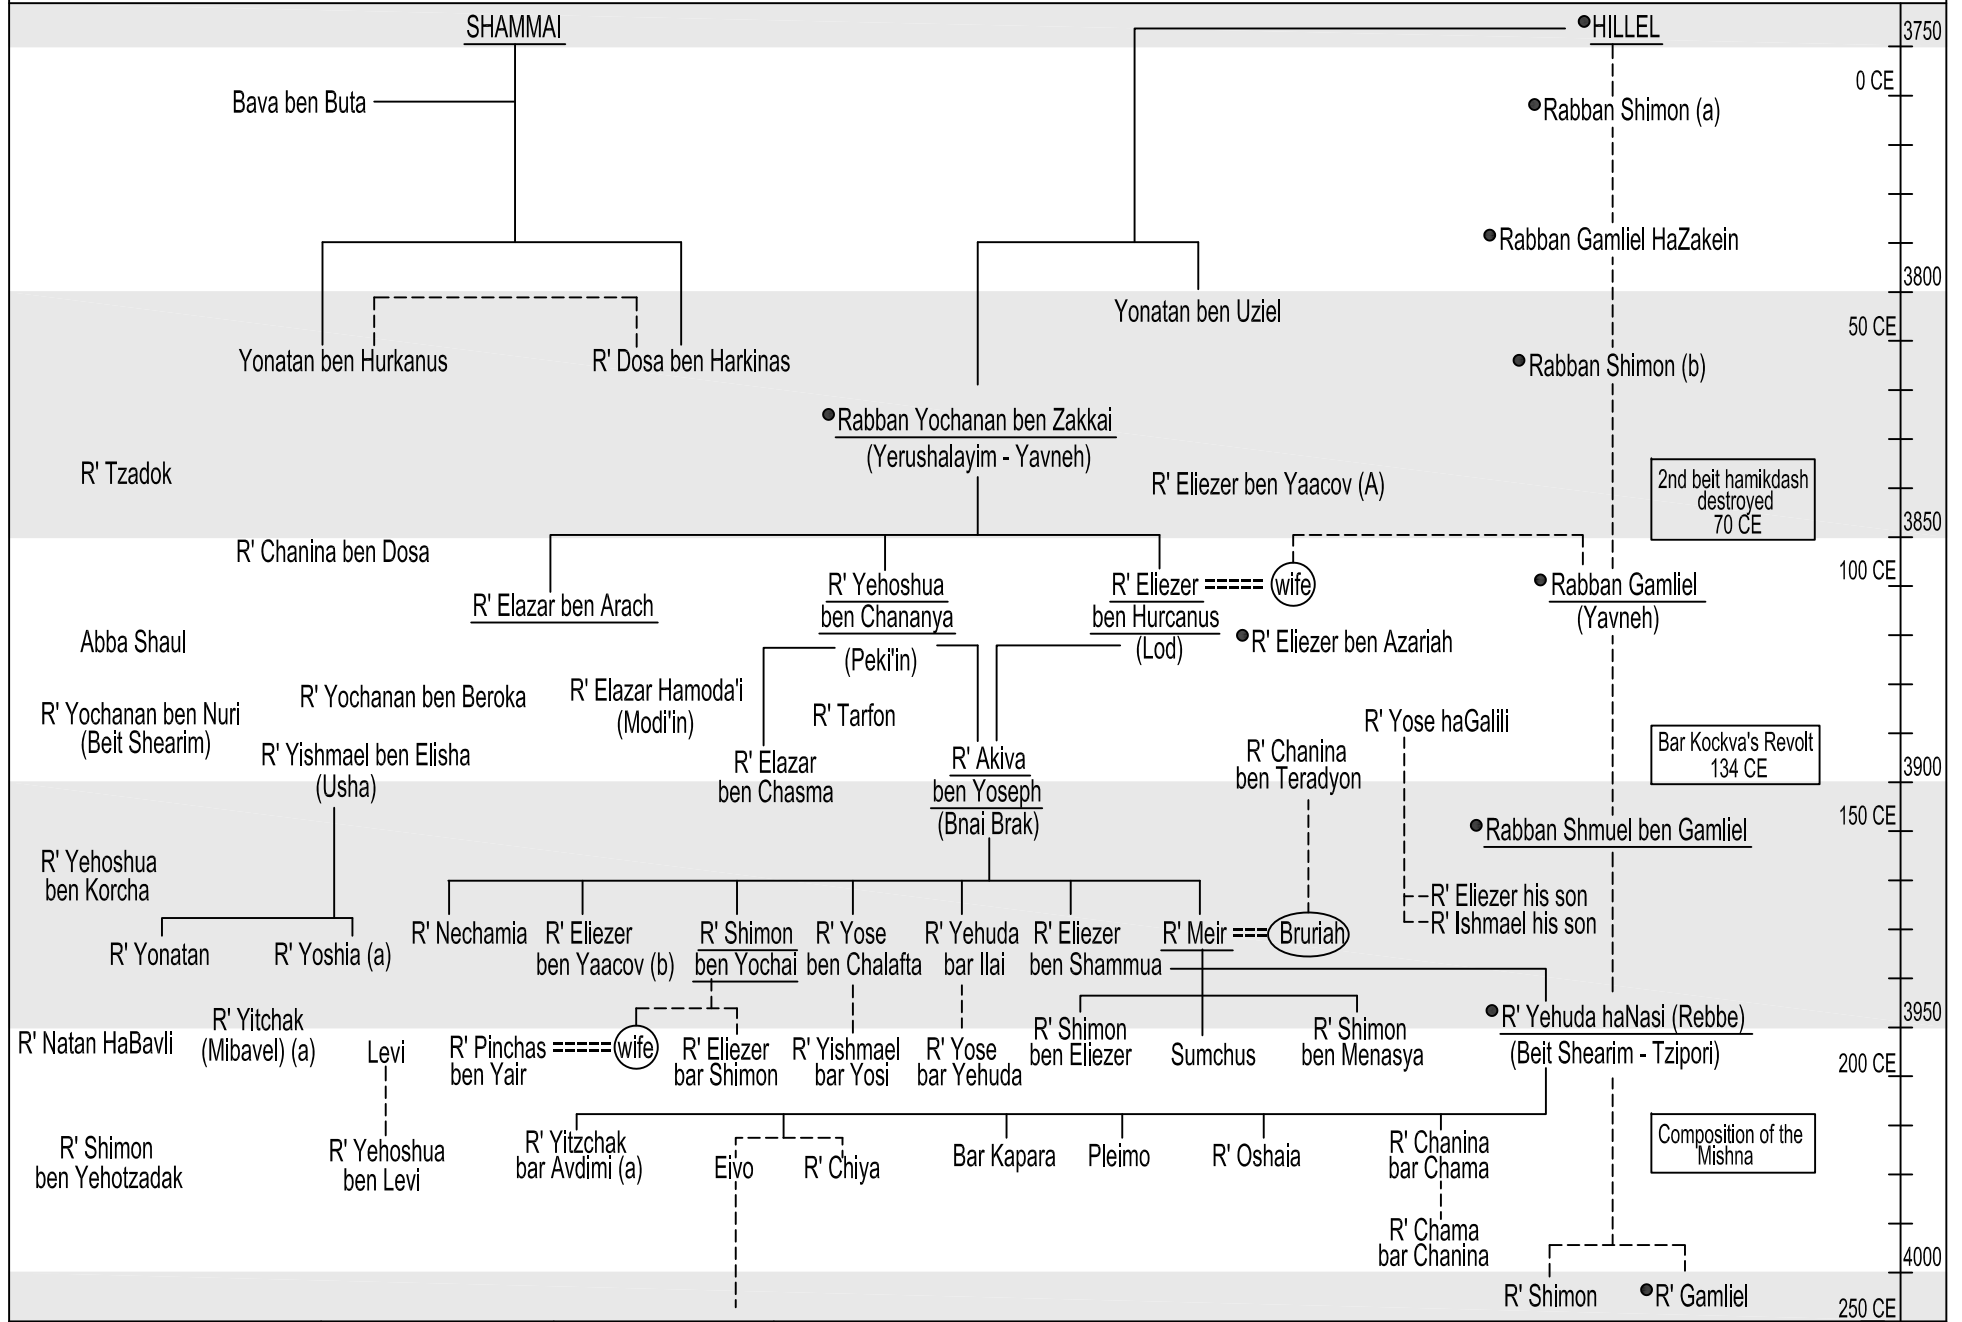 SHAMMAI
HILLEL
3750
0 CE
Bava ben Buta
Rabban Shimon (a)
Rabban Gamliel HaZakein
3800
Yonatan ben Uziel
50 CE
Yonatan ben Hurkanus
R' Dosa ben Harkinas
Rabban Shimon (b)
Rabban Yochanan ben Zakkai
(Yerushalayim - Yavneh)
R' Tzadok
R' Eliezer ben Yaacov (A)
2nd beit hamikdash
destroyed
70 CE
3850
R' Chanina ben Dosa
100 CE
R' Elazar ben Arach
R' Yehoshua
ben Chananya
(Peki'in)
R' Eliezer ===== wife
ben Hurcanus
(Lod)
Rabban Gamliel
(Yavneh)
Abba Shaul
R' Eliezer ben Azariah
R' Yochanan ben Nuri
(Beit Shearim)
R' Yochanan ben Beroka
R' Elazar Hamoda'i
(Modi'in)
R' Tarfon
R' Yose haGalili
R' Yishmael ben Elisha
(Usha)
R' Elazar
ben Chasma
R' Akiva
ben Yoseph
(Bnai Brak)
R' Chanina
ben Teradyon
Bar Kockva's Revolt
134 CE
3900
150 CE
Rabban Shmuel ben Gamliel
R' Yehoshua
ben Korcha
R' Eliezer his son
R' Ishmael his son
R' Yonatan
R' Yoshia (a)
R' Nechamia
R' Eliezer
ben Yaacov (b)
R' Shimon
ben Yochai
R' Yose
ben Chalafta
R' Yehuda
bar Ilai
R' Eliezer
ben Shammua
R' Meir === Bruriah
R' Yehuda haNasi (Rebbe)
(Beit Shearim - Tzipori)
3950
R' Natan HaBavli
R' Yitchak
(Mibavel) (a)
Levi
R' Pinchas ===== wife
ben Yair
R' Eliezer
bar Shimon
R' Yishmael
bar Yosi
R' Yose
bar Yehuda
R' Shimon
ben Eliezer
Sumchus
R' Shimon
ben Menasya
200 CE
R' Shimon
ben Yehotzadak
R' Yehoshua
ben Levi
R' Yitzchak
bar Avdimi (a)
Eivo
R' Chiya
Bar Kapara
Pleimo
R' Oshaia
R' Chanina
bar Chama
Composition of the
Mishna
R' Chama
bar Chanina
4000
R' Shimon
R' Gamliel
250 CE